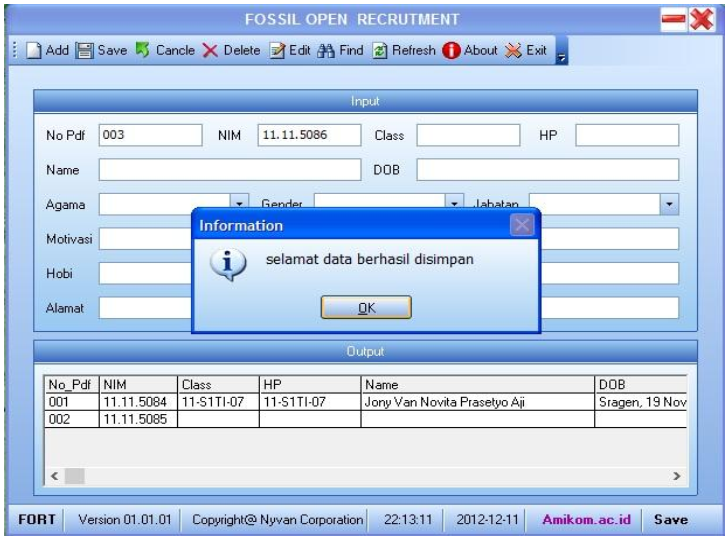 FOSSIL OPEN RECRUTMENT
Add Save Cancle Delete Edit Find Refresh About Exit
Input
No Pdf 003 NIM 11.11.5086 Class HP
Name DOB
Agama Gender Jabatan
Information
Motivasi
selamat data berhasil disimpan
Hobi
OK
Alamat
Output
No_Pdf NIM Class HP Name DOB
001 11.11.5084 11-S1TI-07 11-S1TI-07 Jony Van Novita Prasetyo Aji Sragen, 19 Nov
002 11.11.5085
FORT Version 01.01.01 Copyright@ Nyvan Corporation 22:13:11 2012-12-11 Amikom.ac.id Save